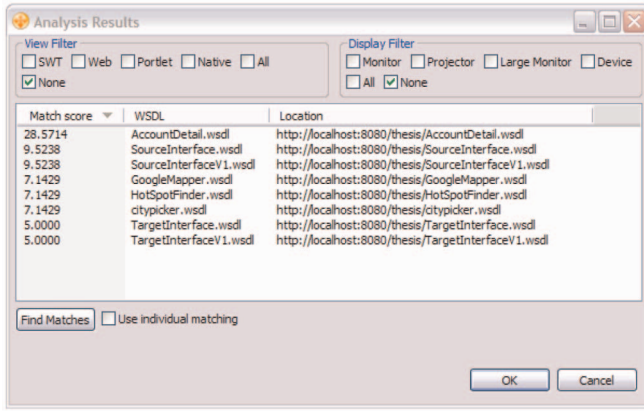 Analysis Results
View Filter
SWT Web Portlet Native All
None
Display Filter
Monitor Projector Large Monitor Device
All None
Match score WSDL Location
28.5714 AccountDetail.wsdl http://localhost:8080/thesis/AccountDetail.wsdl
9.5238 SourceInterface.wsdl http://localhost:8080/thesis/SourceInterface.wsdl
9.5238 SourceInterfaceV1.wsdl http://localhost:8080/thesis/SourceInterfaceV1.wsdl
7.1429 GoogleMapper.wsdl http://localhost:8080/thesis/GoogleMapper.wsdl
7.1429 HotSpotFinder.wsdl http://localhost:8080/thesis/HotSpotFinder.wsdl
7.1429 citypicker.wsdl http://localhost:8080/thesis/citypicker.wsdl
5.0000 TargetInterface.wsdl http://localhost:8080/thesis/TargetInterface.wsdl
5.0000 TargetInterfaceV1.wsdl http://localhost:8080/thesis/TargetInterfaceV1.wsdl
Find Matches Use individual matching
OK Cancel